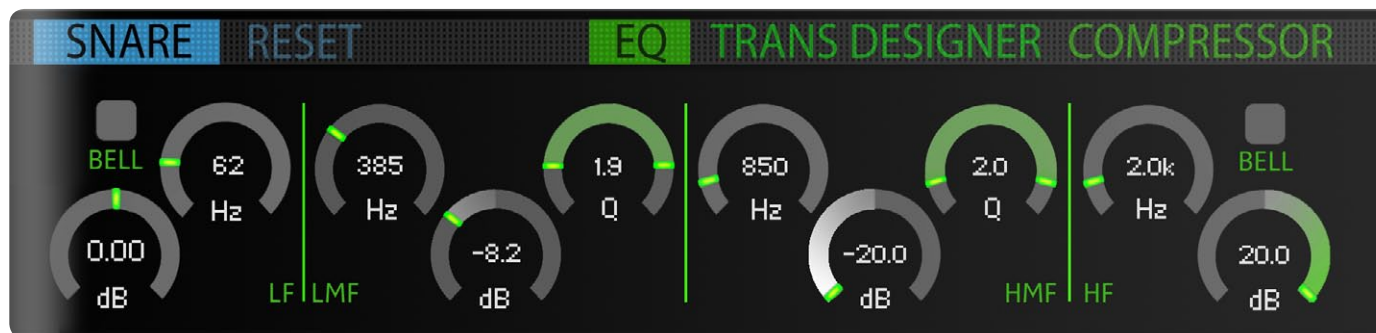 SNARE RESET EQ TRANS DESIGNER COMPRESSOR
BELL
62
Hz
0.00
dB
LF
385
Hz
-8.2
dB
1.9
Q
LMF
850
Hz
-20.0
dB
2.0
Q
HMF
2.0k
Hz
BELL
20.0
dB
HF